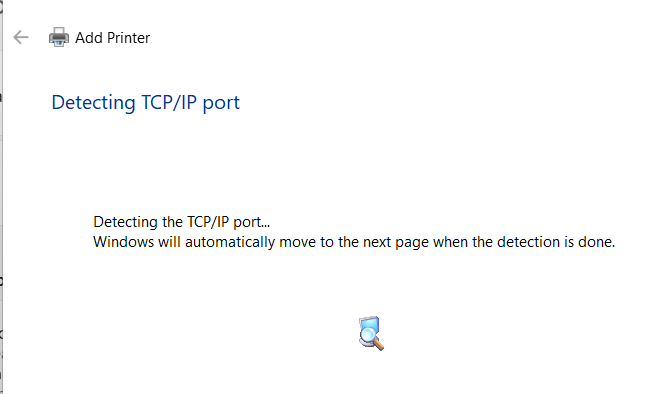 Add Printer
Detecting TCP/IP port
Detecting the TCP/IP port...
Windows will automatically move to the next page when the detection is done.